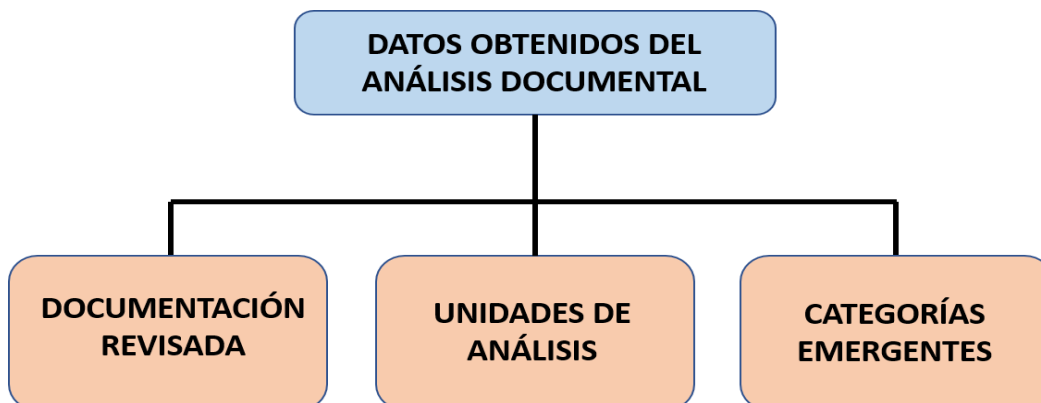 DATOS OBTENIDOS DEL
ANÁLISIS DOCUMENTAL
DOCUMENTACIÓN
REVISADA
UNIDADES DE
ANÁLISIS
CATEGORÍAS
EMERGENTES